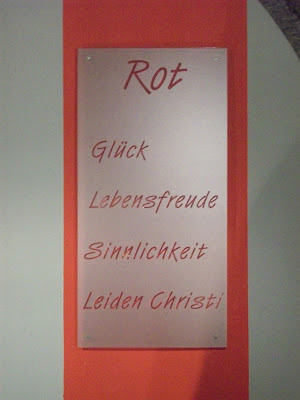 Rot
Glück
Lebensfreude
Sinnlichkeit
Leiden Christi